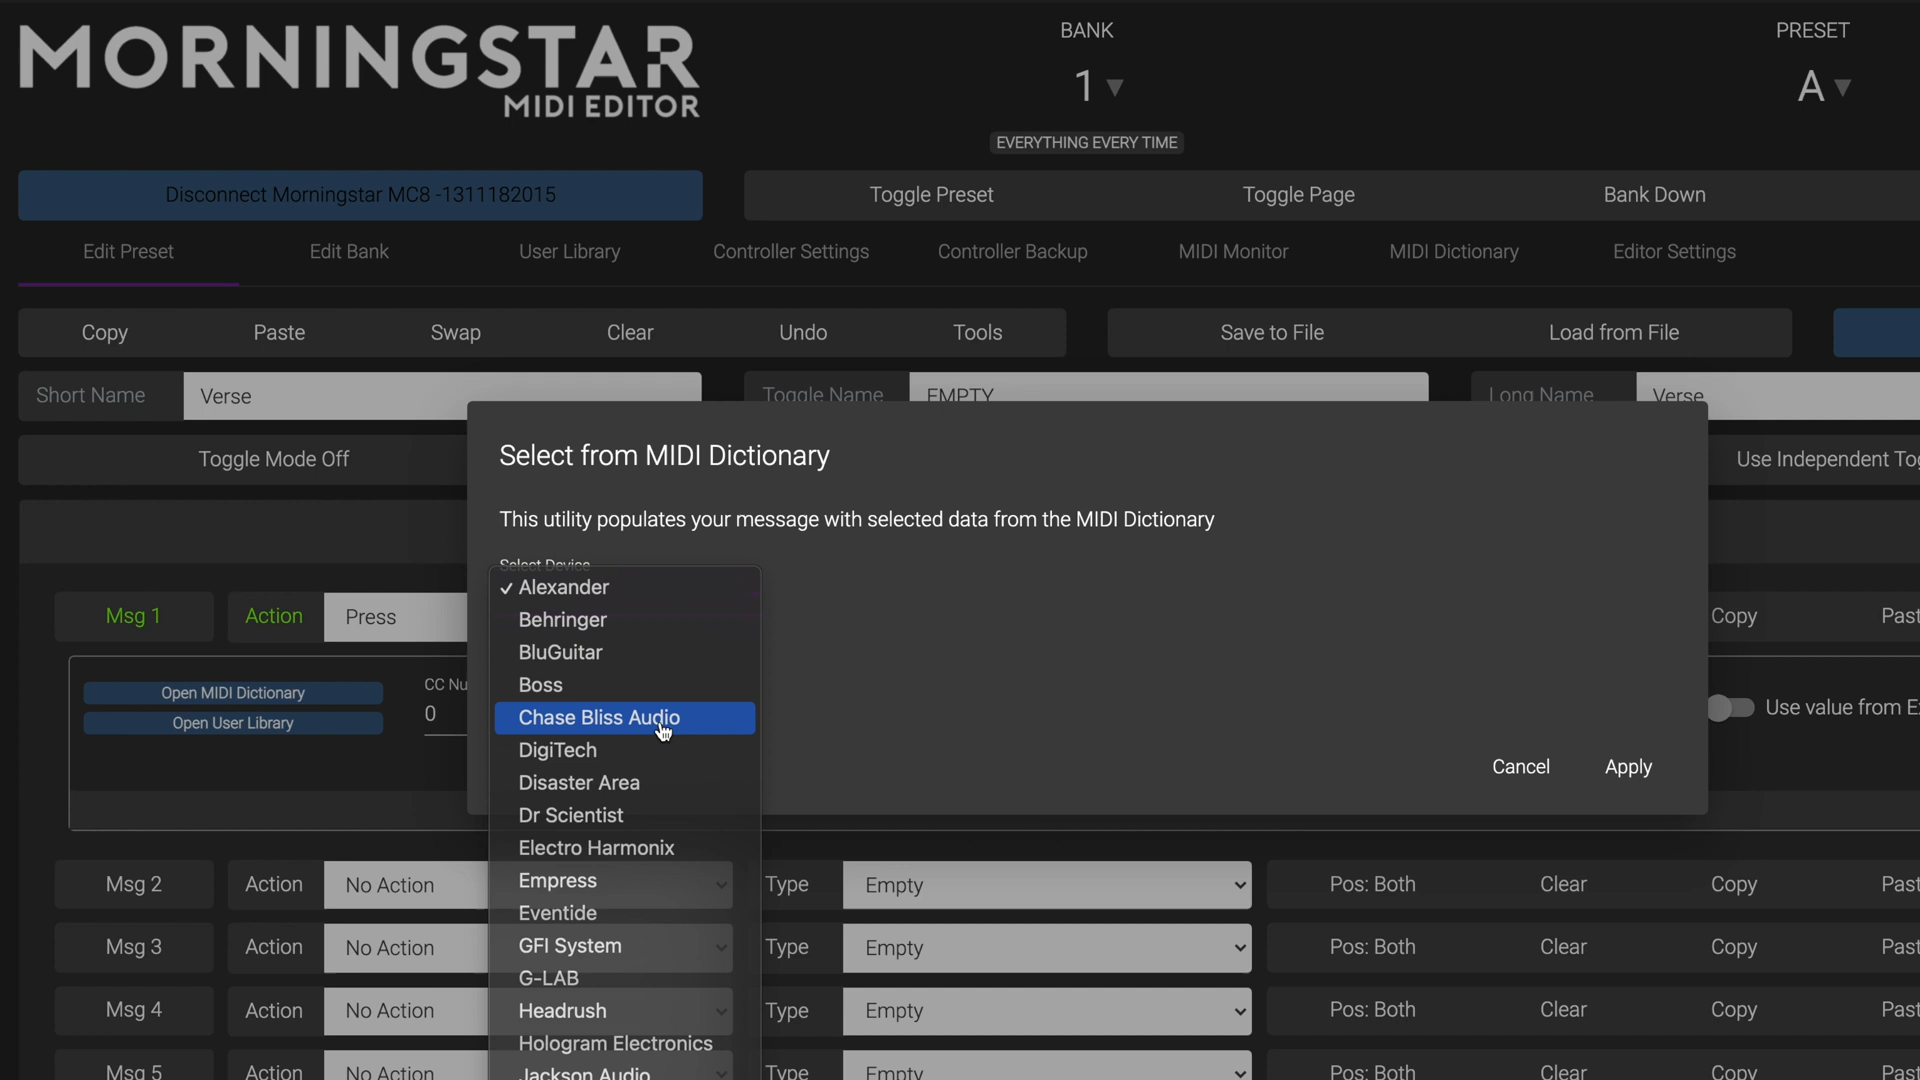 MORNINGSTAR
MIDI EDITOR
BANK
1
EVERYTHING EVERY TIME
PRESET
A
Disconnect Morningstar MC8 -1311182015
Toggle Preset Toggle Page Bank Down
Edit Preset Edit Bank User Library Controller Settings Controller Backup MIDI Monitor MIDI Dictionary Editor Settings
Copy Paste Swap Clear Undo Tools Save to File Load from File
Short Name Verse Toggle Name EMPTY Long Name Verse
Toggle Mode Off Use Independent Tog
Select from MIDI Dictionary
This utility populates your message with selected data from the MIDI Dictionary
Select Device
✓ Alexander
Behringer
BluGuitar
Boss
Chase Bliss Audio
DigiTech
Disaster Area
Dr Scientist
Electro Harmonix
Empress
Eventide
GFI System
G-LAB
Headrush
Hologram Electronics
Jackson Audio
Cancel Apply
Msg 1 Action Press Copy Past
Open MIDI Dictionary
Open User Library
CC Nu
0
Use value from E
Msg 2 Action No Action Type Empty Pos: Both Clear Copy Past
Msg 3 Action No Action Type Empty Pos: Both Clear Copy Past
Msg 4 Action No Action Type Empty Pos: Both Clear Copy Past
Msg 5 Action No Action Type Empty Pos: Both Clear Copy Past